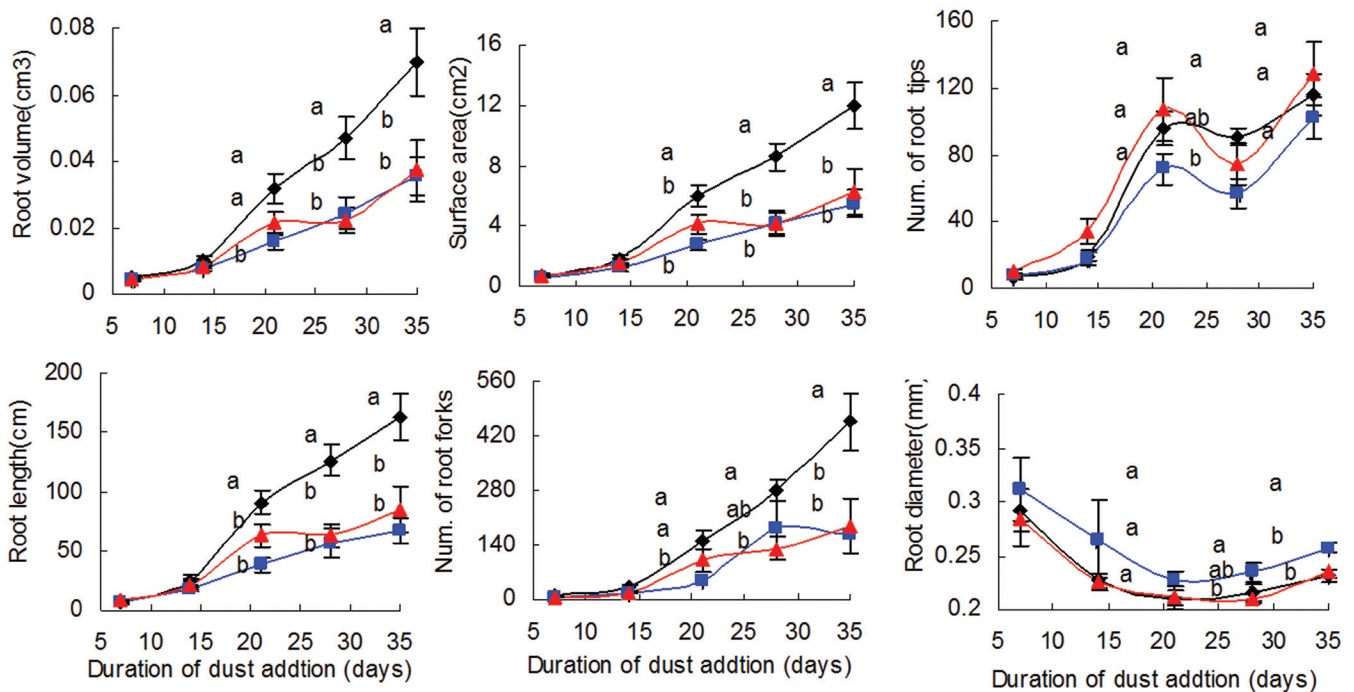 Root volume(cm3)
0.08
0.06
0.04
0.02
0
5 10 15 20 25 30 35
a
a
a
b
a
b
b
b
b
Surface area(cm2)
16
12
8
4
0
5 10 15 20 25 30 35
a
a
a
b
b
b
b
b
b
Num. of root tips
160
120
80
40
0
5 10 15 20 25 30 35
a
a
a
a
a
ab
a
a
b
Root length(cm)
200
150
100
50
0
5 10 15 20 25 30 35
a
a
a
b
b
b
b
b
b
Duration of dust addtion (days)
Num. of root forks
560
420
280
140
0
5 10 15 20 25 30 35
a
a
a
b
a
ab
b
b
b
Duration of dust addtion (days)
Root diameter(mm)
0.4
0.35
0.3
0.25
0.2
5 10 15 20 25 30 35
a
a
a
a
b
a
a
ab
b
b
Duration of dust addtion (days)